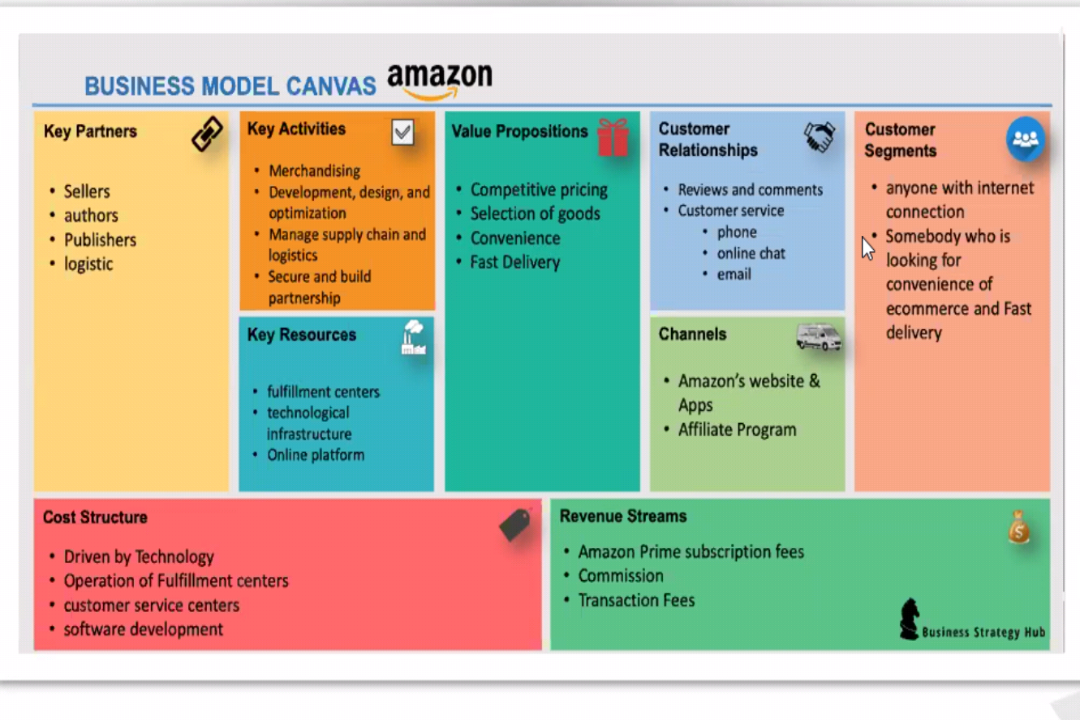 BUSINESS MODEL CANVAS amazon
Key Partners
• Sellers
• authors
• Publishers
• logistic
Key Activities
• Merchandising
• Development, design, and
optimization
• Manage supply chain and
logistics
• Secure and build
partnership
Key Resources
• fulfillment centers
• technological
infrastructure
• Online platform
Value Propositions
• Competitive pricing
• Selection of goods
• Convenience
• Fast Delivery
Customer
Relationships
• Reviews and comments
• Customer service
• phone
• online chat
• email
Channels
• Amazon's website &
Apps
• Affiliate Program
Customer
Segments
• anyone with internet
connection
• Somebody who is
looking for
convenience of
ecommerce and Fast
delivery
Cost Structure
• Driven by Technology
• Operation of Fulfillment centers
• customer service centers
• software development
Revenue Streams
• Amazon Prime subscription fees
• Commission
• Transaction Fees
$
Business Strategy Hub